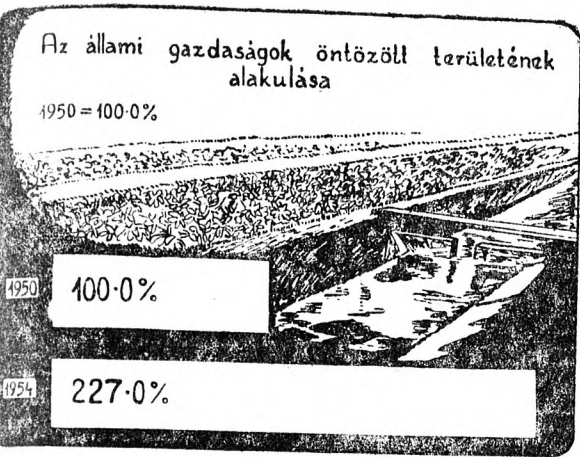 Az állami gazdaságok öntözött területének
alakulása
1950=100·0%
1950 100·0%
1954 227·0%